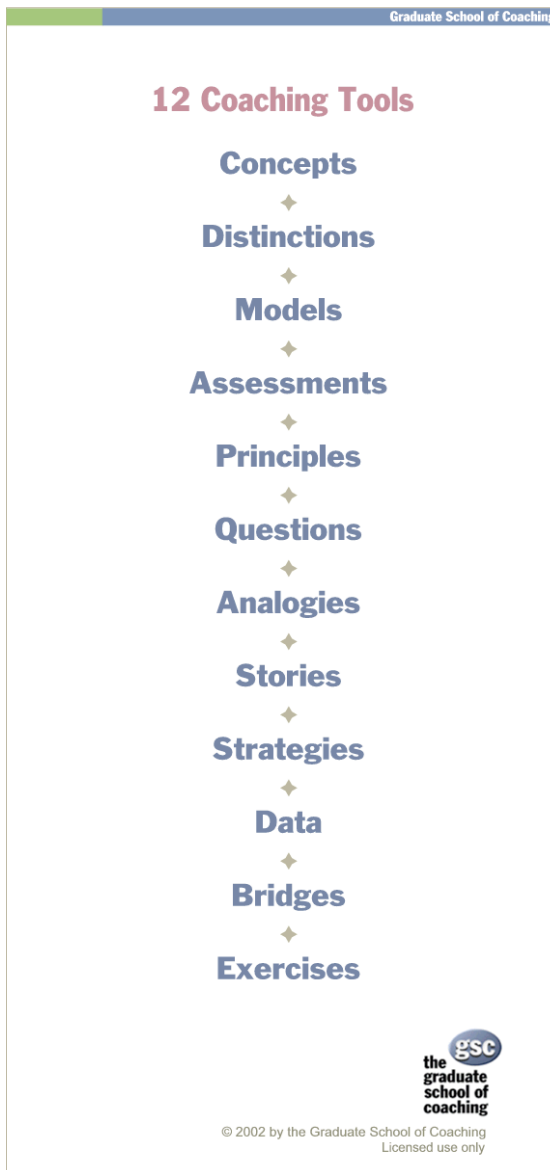 Graduate School of Coaching
12 Coaching Tools
Concepts
Distinctions
Models
Assessments
Principles
Questions
Analogies
Stories
Strategies
Data
Bridges
Exercises
gsc
the
graduate
school of
coaching
© 2002 by the Graduate School of Coaching
Licensed use only